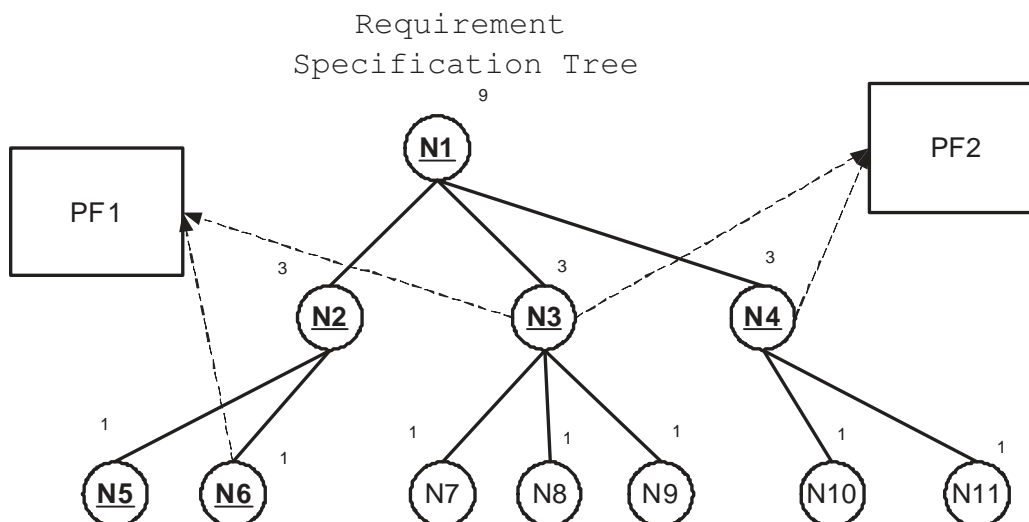 Requirement
Specification Tree
9
N1
PF1
PF2
3
3
3
N2
N3
N4
1
1
1
1
1
1
1
N5
N6
N7
N8
N9
N10
N11